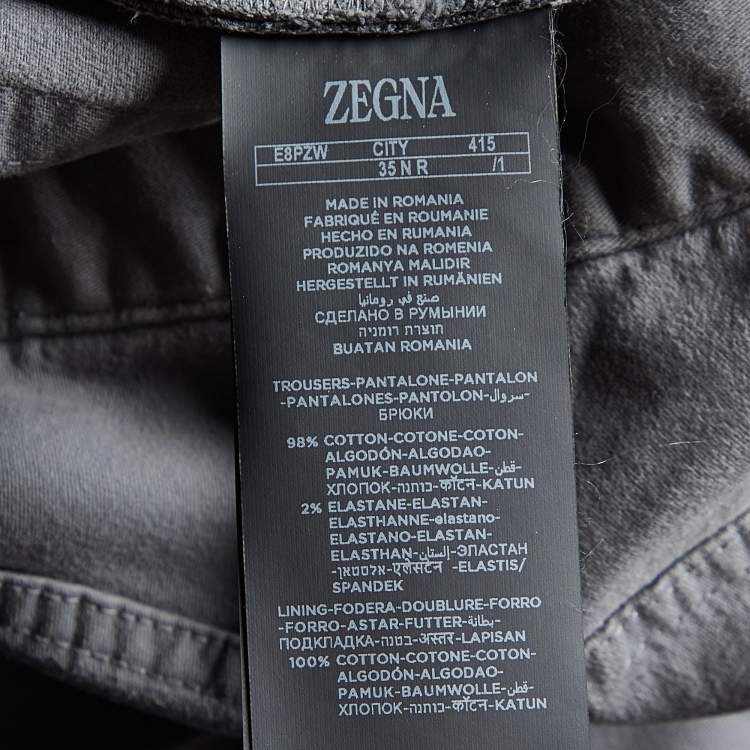 ZEGNA
E8PZW CITY 415
35 N R /1
MADE IN ROMANIA
FABRIQUÉ EN ROUMANIE
HECHO EN RUMANIA
PRODUZIDO NA ROMENIA
ROMANYA MALIDIR
HERGESTELLT IN RUMÄNIEN
صنع في رومانيا
СДЕЛАНО В РУМЫНИИ
תוצרת רומניה
BUATAN ROMANIA
TROUSERS-PANTALONE-PANTALON
-PANTALONES-PANTOLON-سروال-
БРЮКИ
98% COTTON-COTONE-COTON-
ALGODÓN-ALGODAO-
PAMUK-BAUMWOLLE-قطن-
ХЛОПОК-כותנה-कॉटन-KATUN
2% ELASTANE-ELASTAN-
ELASTHANNE-elastano-
ELASTANO-ELASTAN-
ELASTHAN-إلستان-ЭЛАСТАН
-אלסטאן-एलस्टेन -ELASTIS/
SPANDEK
LINING-FODERA-DOUBLURE-FORRO
-FORRO-ASTAR-FUTTER-بطانة-
ПОДКЛАДКА-בטנה-अस्तर-LAPISAN
100% COTTON-COTONE-COTON-
ALGODÓN-ALGODAO-
PAMUK-BAUMWOLLE-قطن-
ХЛОПОК-כותנה-कॉटन-KATUN